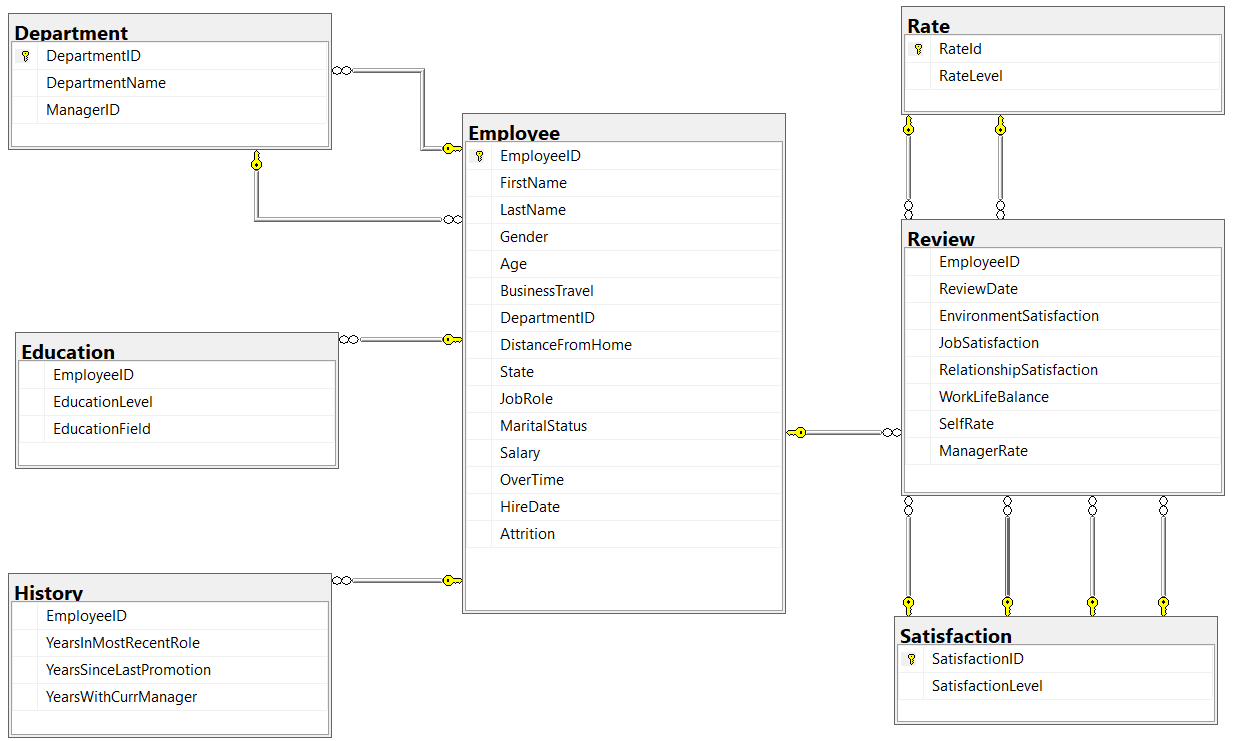 Department
DepartmentID
DepartmentName
ManagerID
Employee
EmployeeID
FirstName
LastName
Gender
Age
BusinessTravel
DepartmentID
DistanceFromHome
State
JobRole
MaritalStatus
Salary
OverTime
HireDate
Attrition
Education
EmployeeID
EducationLevel
EducationField
History
EmployeeID
YearsInMostRecentRole
YearsSinceLastPromotion
YearsWithCurrManager
Rate
RateId
RateLevel
Review
EmployeeID
ReviewDate
EnvironmentSatisfaction
JobSatisfaction
RelationshipSatisfaction
WorkLifeBalance
SelfRate
ManagerRate
Satisfaction
SatisfactionID
SatisfactionLevel